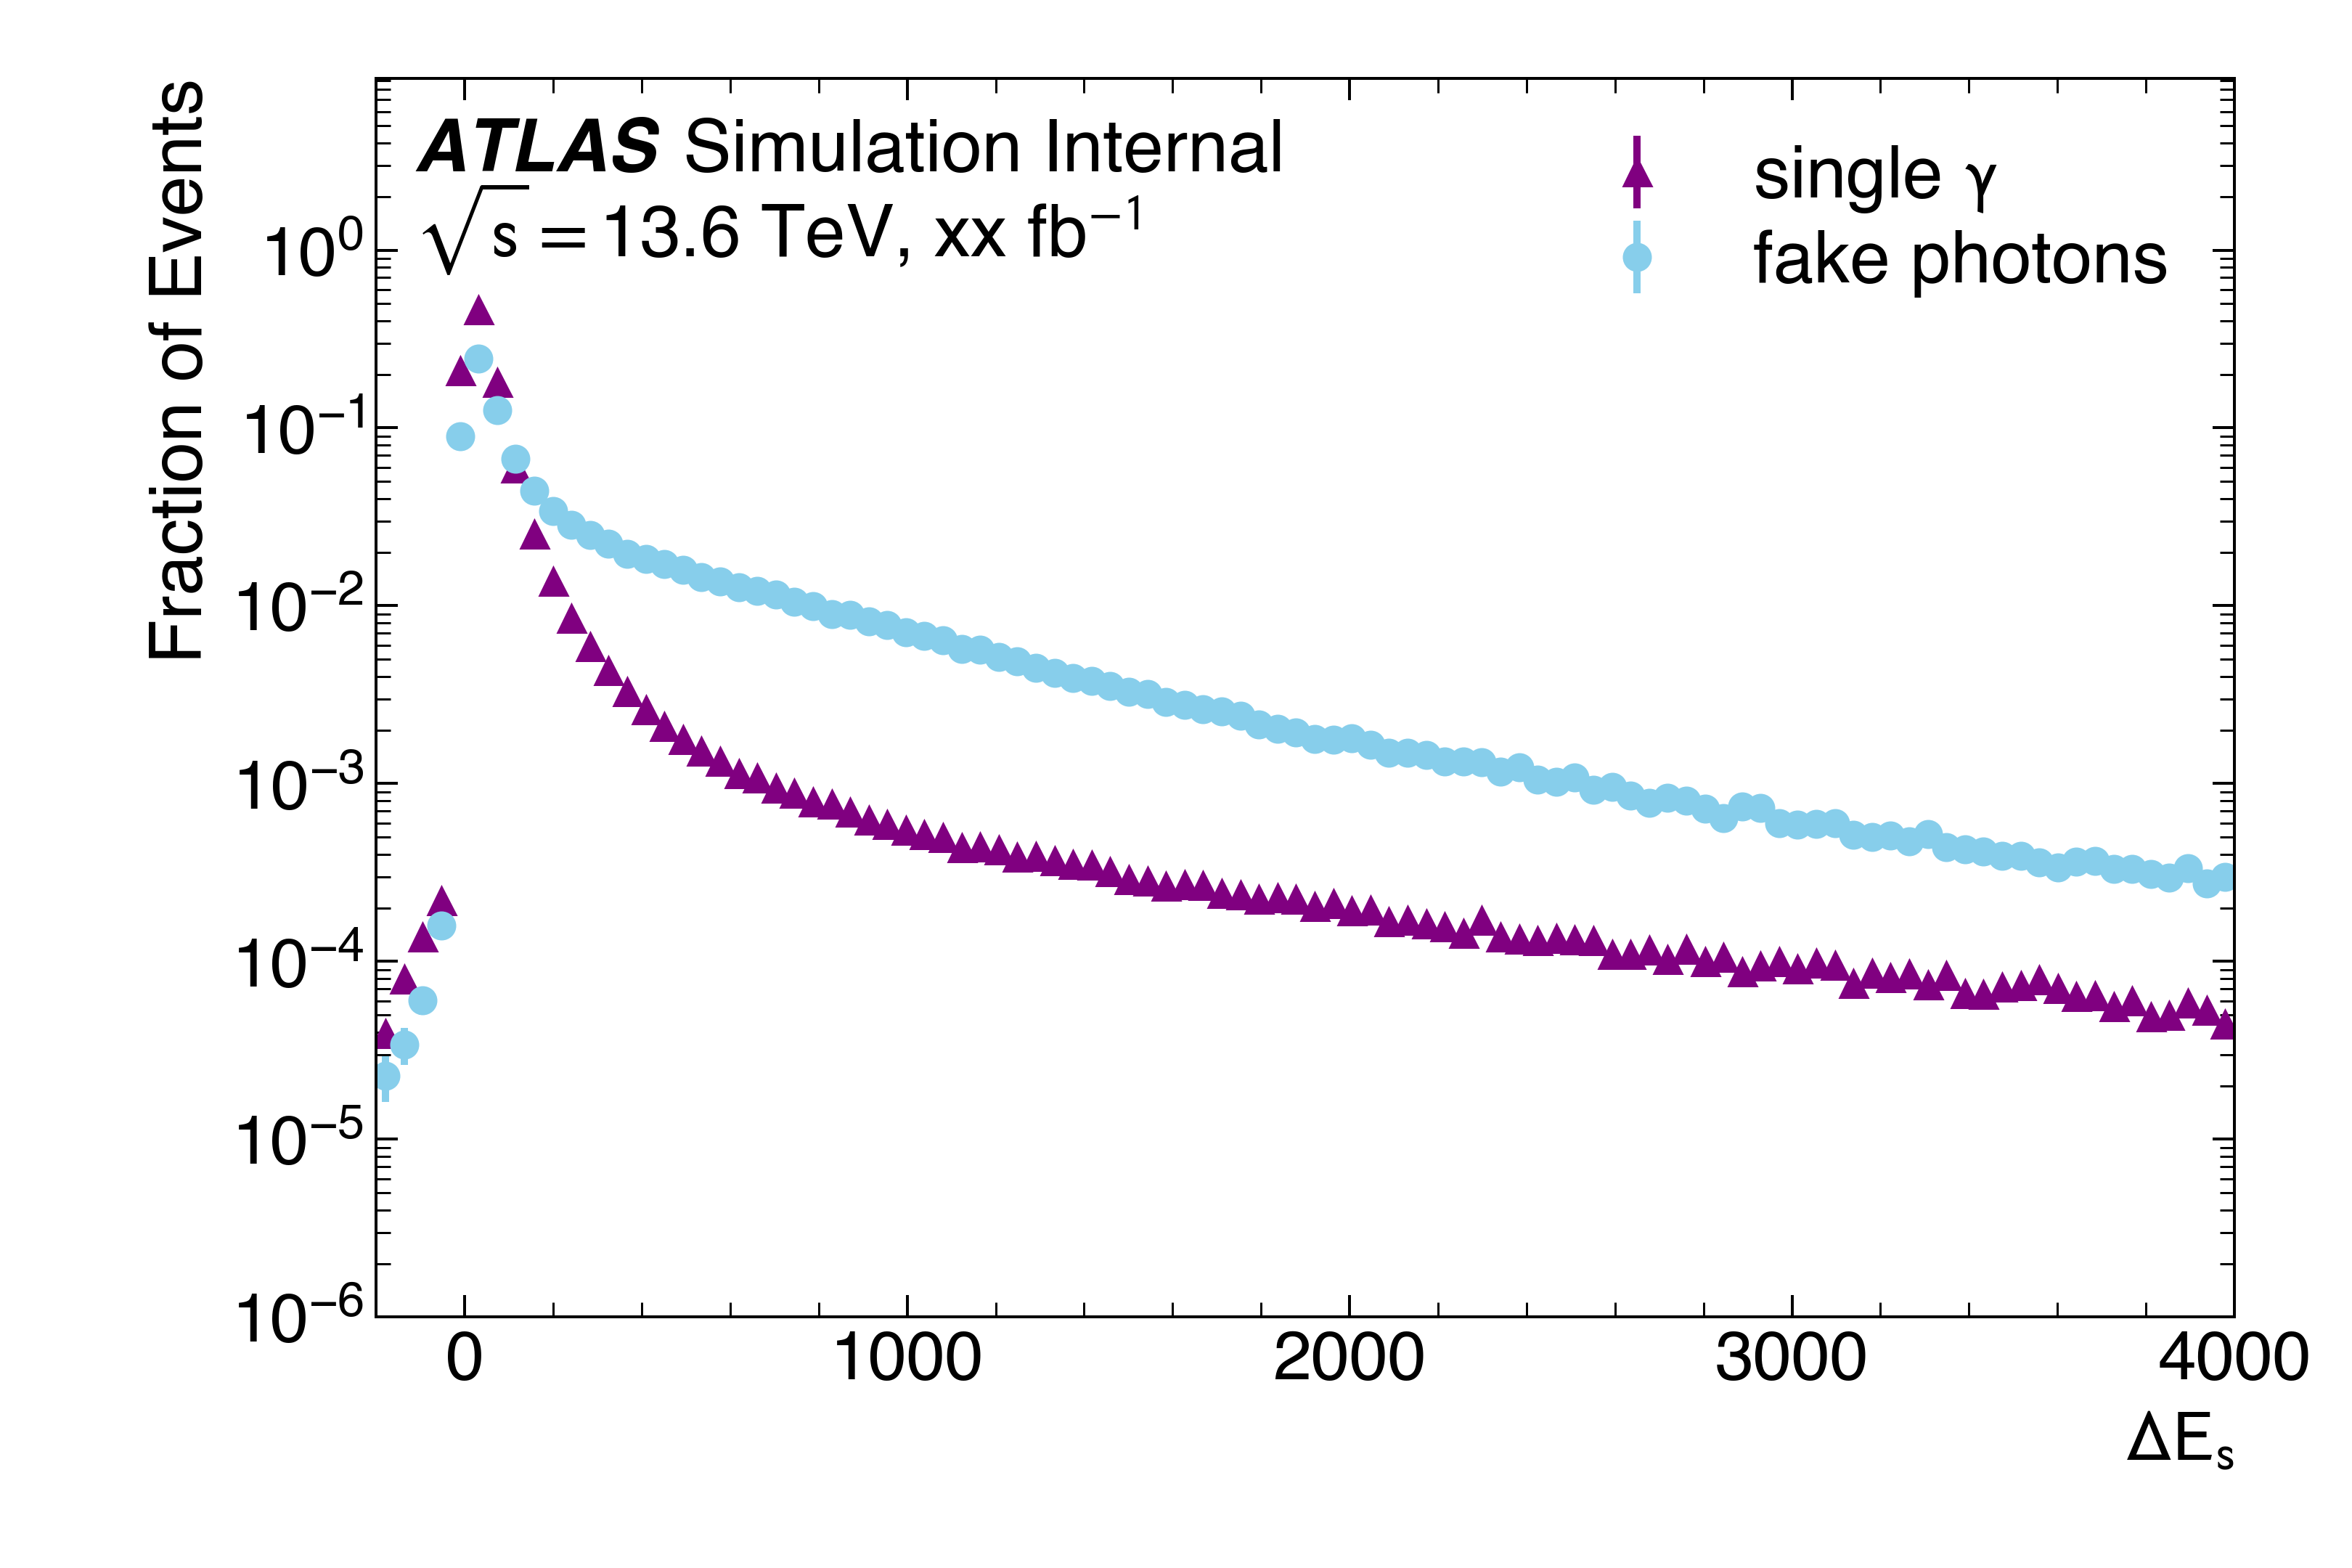 Fraction of Events
ATLAS Simulation Internal
√s = 13.6 TeV, xx fb⁻¹
single γ
fake photons
10⁰
10⁻¹
10⁻²
10⁻³
10⁻⁴
10⁻⁵
10⁻⁶
0 1000 2000 3000 4000
ΔEₛ